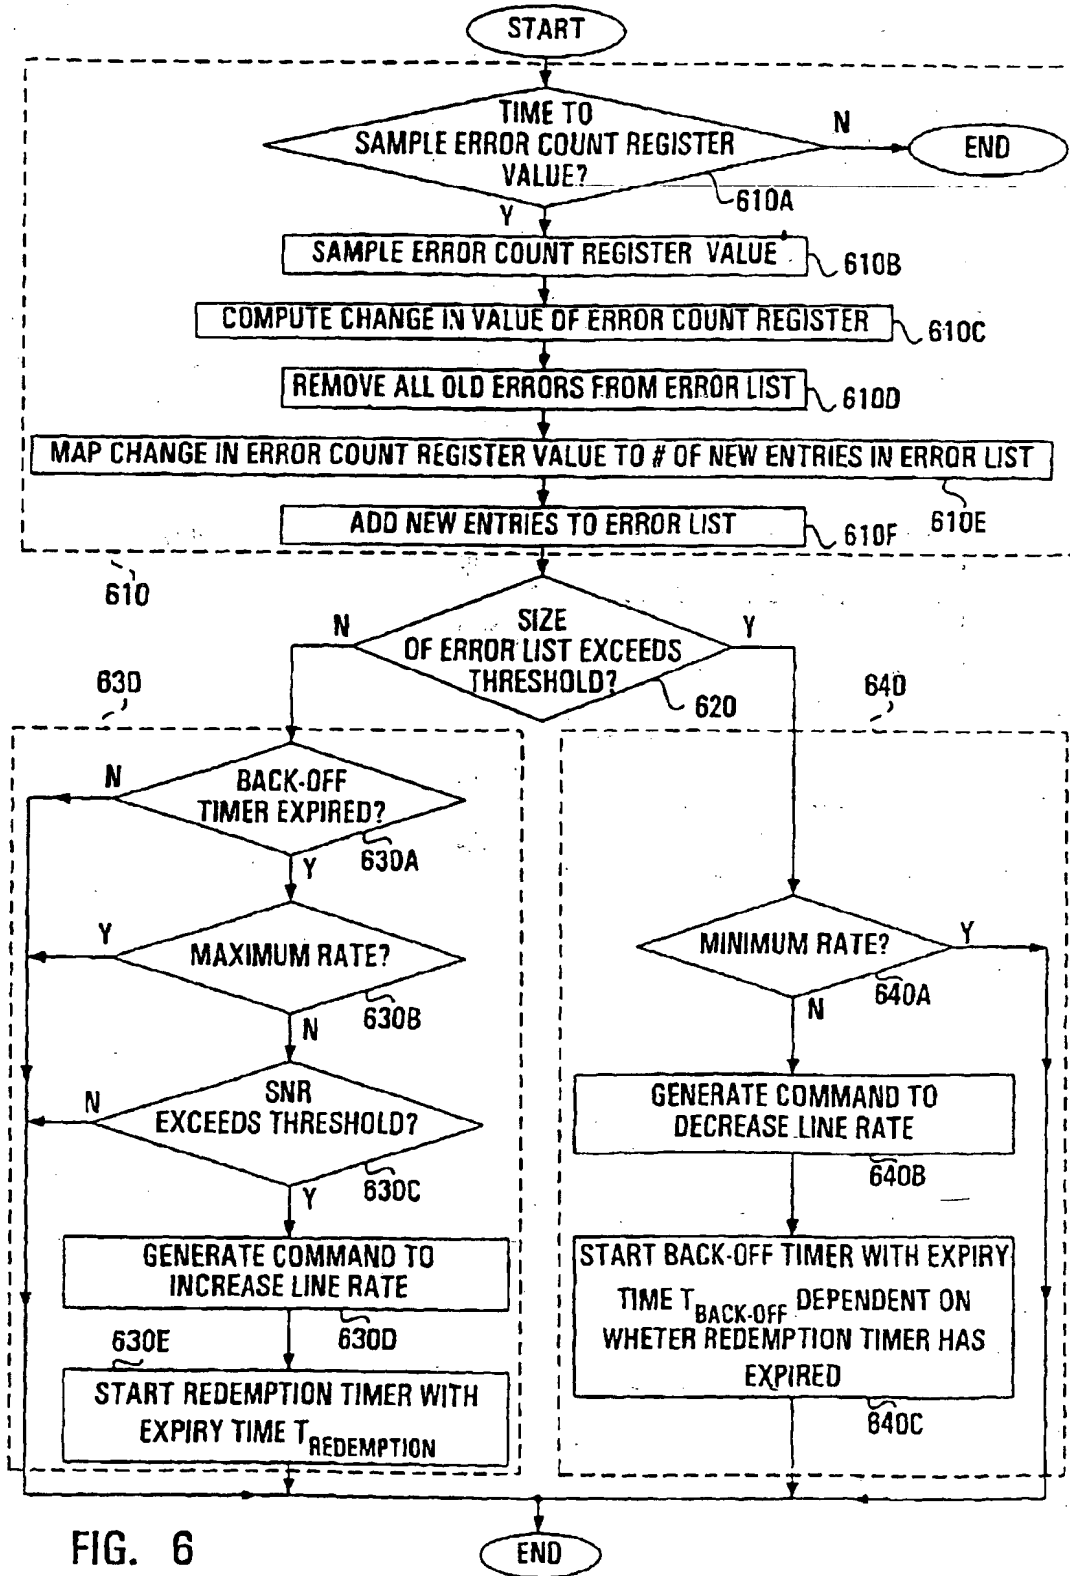 START
TIME TO
SAMPLE ERROR COUNT REGISTER
VALUE?
N
END
610A
Y
SAMPLE ERROR COUNT REGISTER VALUE
610B
COMPUTE CHANGE IN VALUE OF ERROR COUNT REGISTER
610C
REMOVE ALL OLD ERRORS FROM ERROR LIST
610D
MAP CHANGE IN ERROR COUNT REGISTER VALUE TO # OF NEW ENTRIES IN ERROR LIST
610E
ADD NEW ENTRIES TO ERROR LIST
610F
610
SIZE
OF ERROR LIST EXCEEDS
THRESHOLD?
N
Y
620
630
640
BACK-OFF
TIMER EXPIRED?
N
630A
Y
MAXIMUM RATE?
Y
630B
N
SNR
EXCEEDS THRESHOLD?
N
630C
Y
GENERATE COMMAND TO
INCREASE LINE RATE
630D
630E
START REDEMPTION TIMER WITH
EXPIRY TIME TREDEMPTION
MINIMUM RATE?
Y
640A
N
GENERATE COMMAND TO
DECREASE LINE RATE
640B
START BACK-OFF TIMER WITH EXPIRY
TIME TBACK-OFF DEPENDENT ON
WHETER REDEMPTION TIMER HAS
EXPIRED
640C
END
FIG. 6